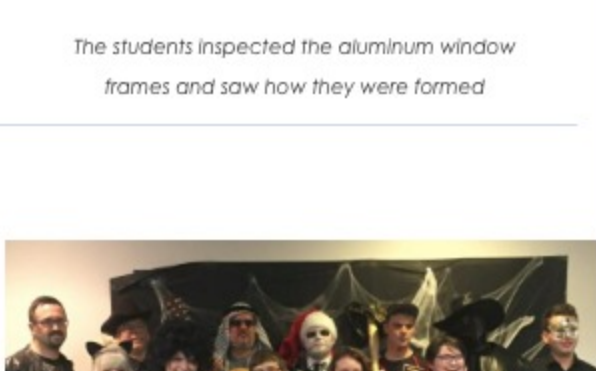 The students inspected the aluminum window
frames and saw how they were formed